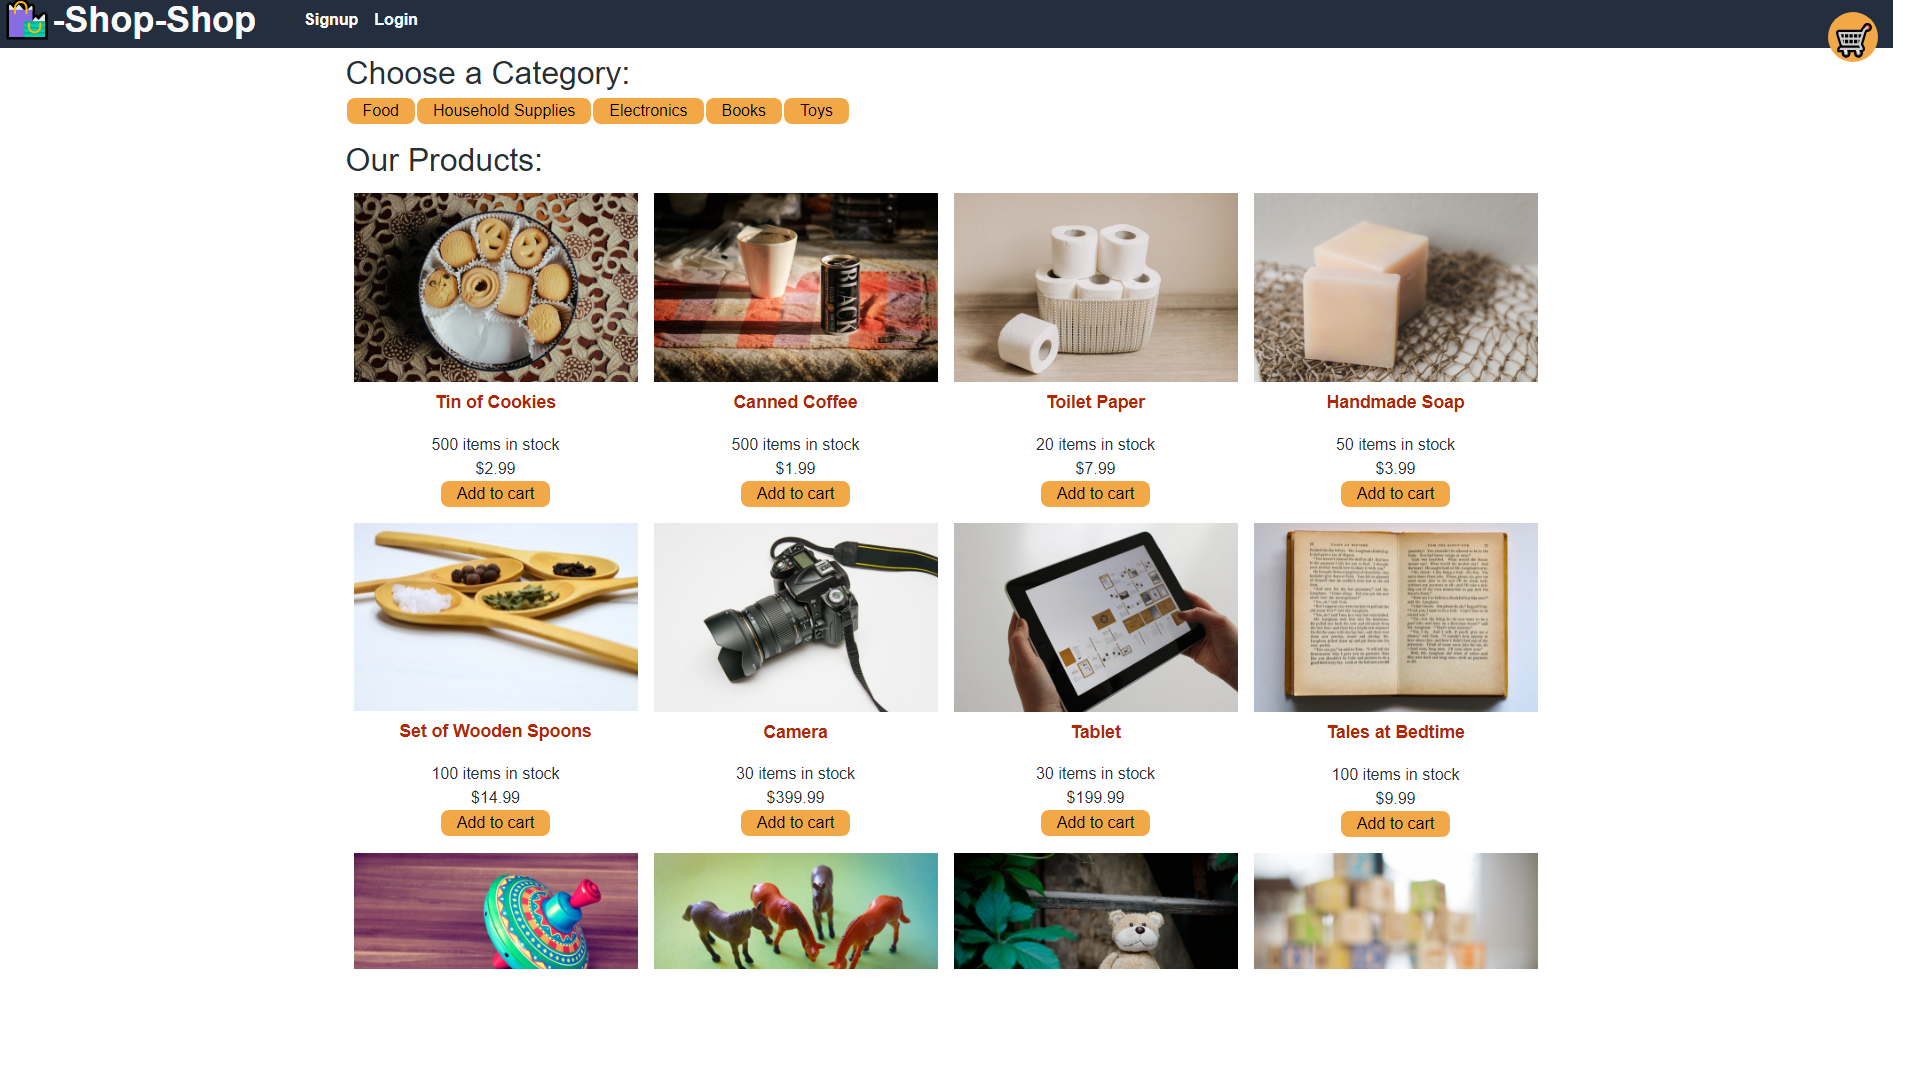 -Shop-Shop
Signup Login
Choose a Category:
Food Household Supplies Electronics Books Toys
Our Products:
BLACK
Tin of Cookies Canned Coffee Toilet Paper Handmade Soap
500 items in stock 500 items in stock 20 items in stock 50 items in stock
$2.99 $1.99 $7.99 $3.99
Add to cart Add to cart Add to cart Add to cart
Set of Wooden Spoons Camera Tablet Tales at Bedtime
100 items in stock 30 items in stock 30 items in stock 100 items in stock
$14.99 $399.99 $199.99 $9.99
Add to cart Add to cart Add to cart Add to cart